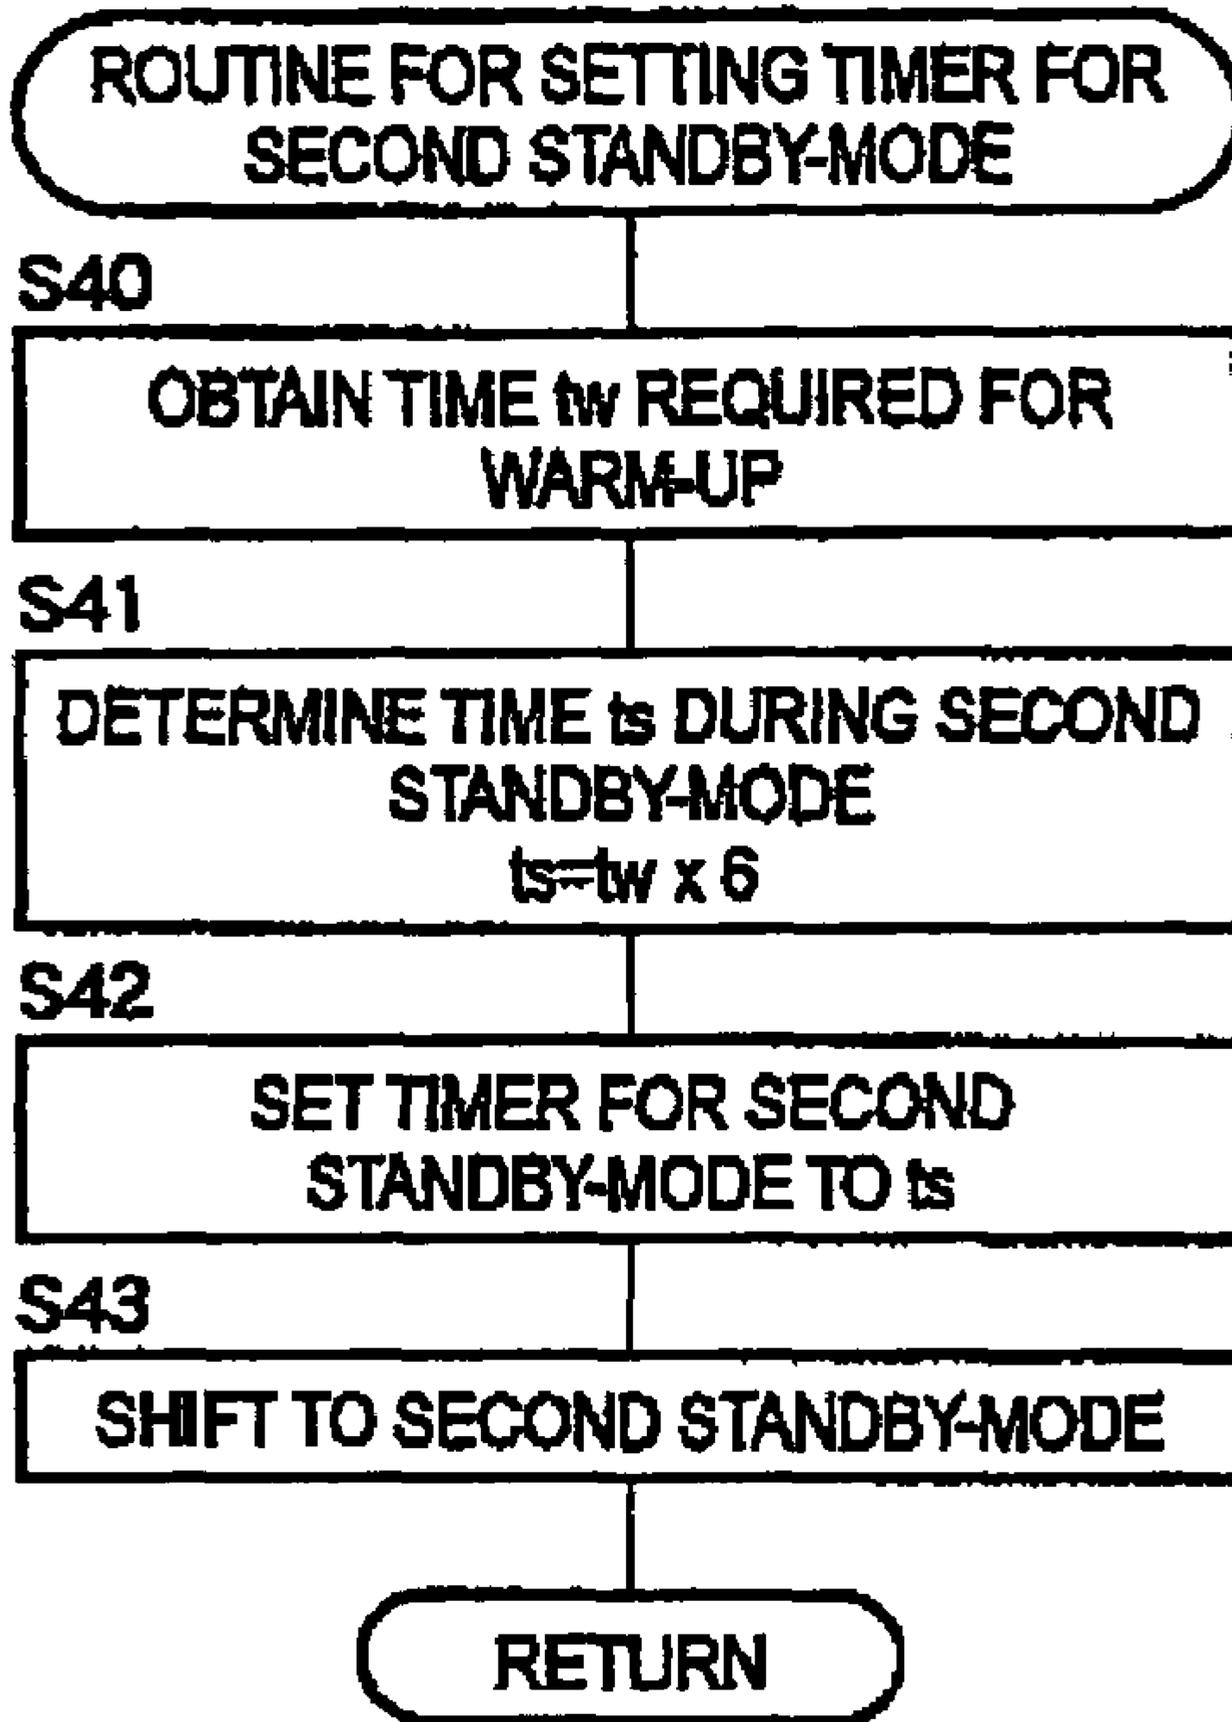 ROUTINE FOR SETTING TIMER FOR
SECOND STANDBY-MODE
S40
OBTAIN TIME tw REQUIRED FOR
WARM-UP
S41
DETERMINE TIME ts DURING SECOND
STANDBY-MODE
ts=tw x 6
S42
SET TIMER FOR SECOND
STANDBY-MODE TO ts
S43
SHIFT TO SECOND STANDBY-MODE
RETURN